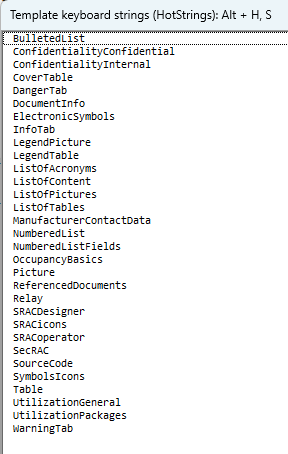 Template keyboard strings (HotStrings): Alt + H, S
BulletedList
ConfidentialityConfidential
ConfidentialityInternal
CoverTable
DangerTab
DocumentInfo
ElectronicSymbols
InfoTab
LegendPicture
LegendTable
ListOfAcronyms
ListOfContent
ListOfPictures
ListOfTables
ManufacturerContactData
NumberedList
NumberedListFields
OccupancyBasics
Picture
ReferencedDocuments
Relay
SRACDesigner
SRACicons
SRACoperator
SecRAC
SourceCode
SymbolsIcons
Table
UtilizationGeneral
UtilizationPackages
WarningTab